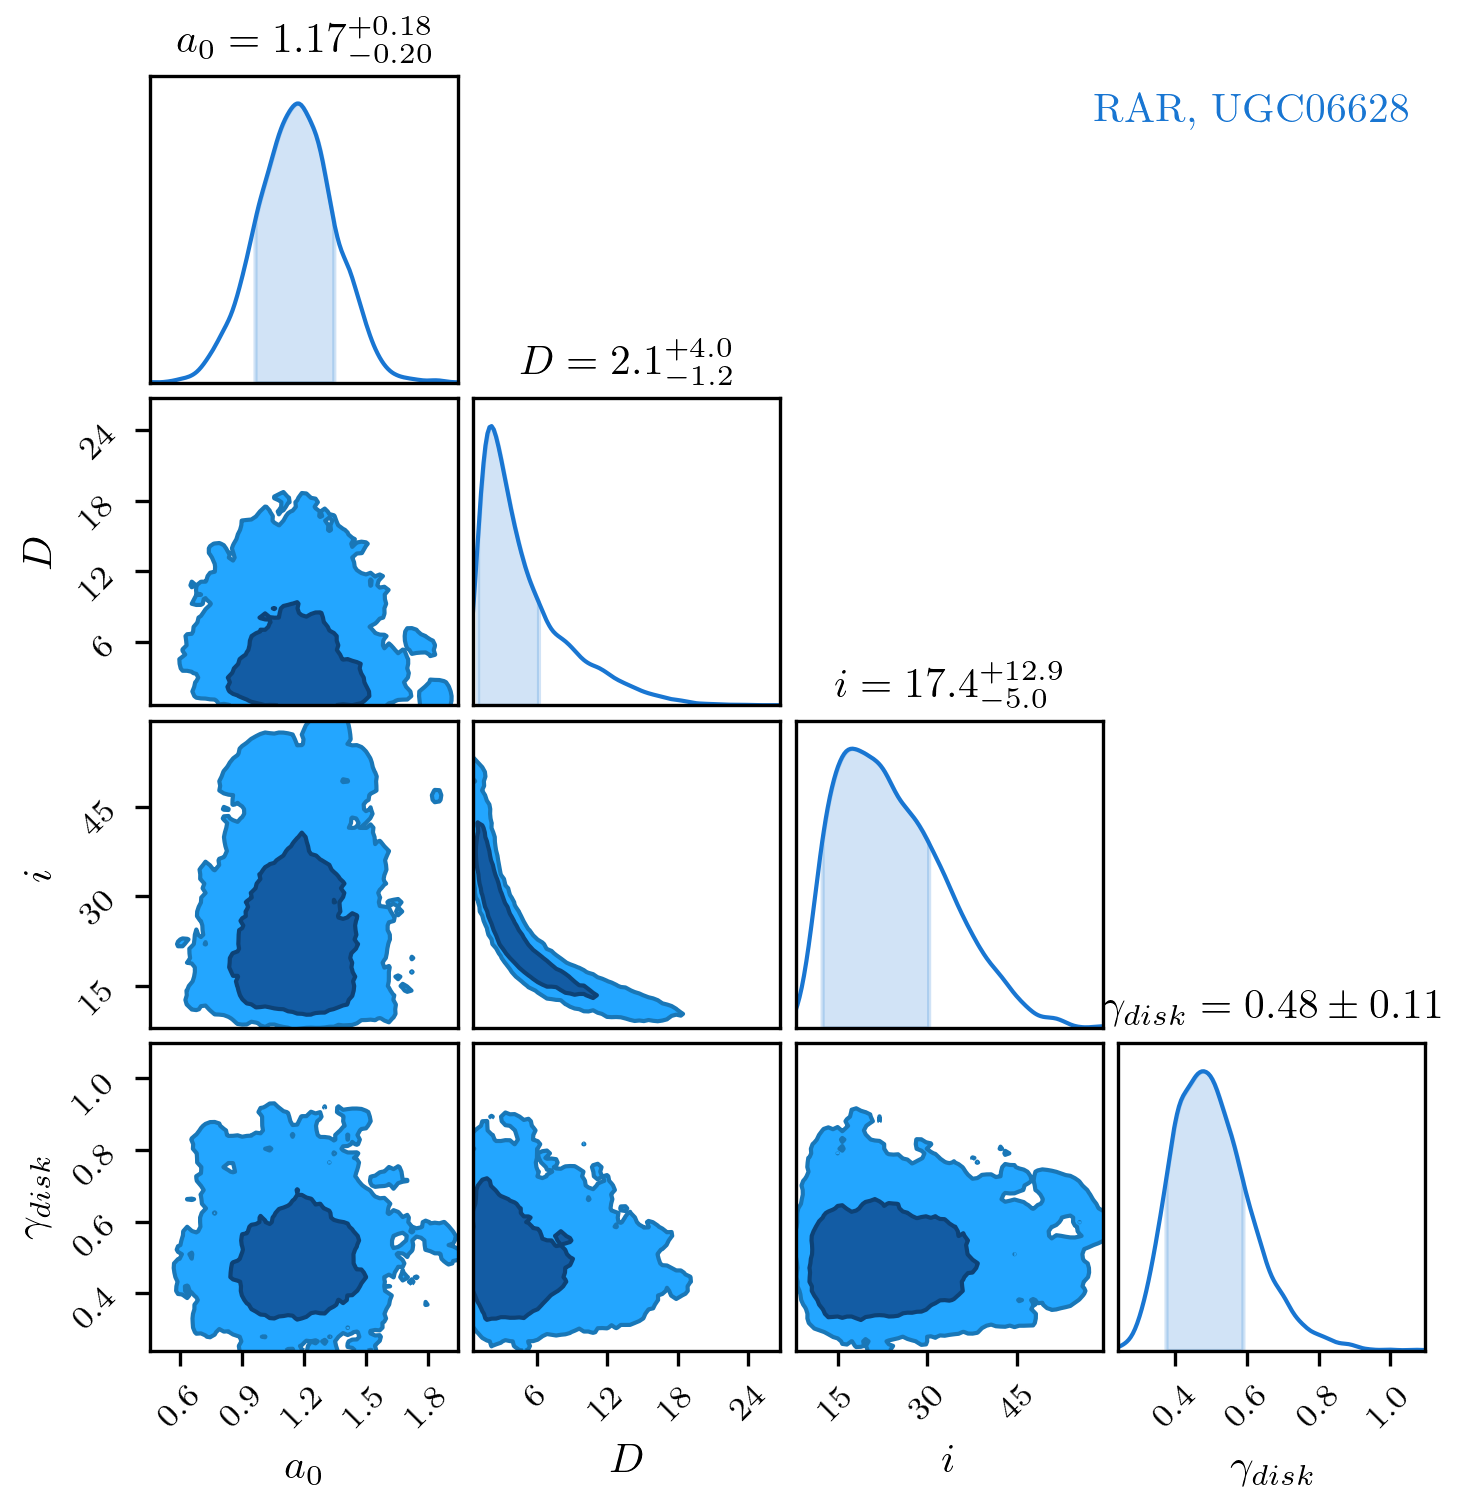 a₀ = 1.17⁺⁰·¹⁸₋₀.₂₀
RAR, UGC06628
D = 2.1⁺⁴·⁰₋₁.₂
24
18
12
6
D
i = 17.4⁺¹²·⁹₋₅.₀
45
30
15
i
γ_disk = 0.48 ± 0.11
1.0
0.8
0.6
0.4
γ_disk
0.6 0.9 1.2 1.5 1.8
6 12 18 24
15 30 45
0.4 0.6 0.8 1.0
a₀
D
i
γ_disk